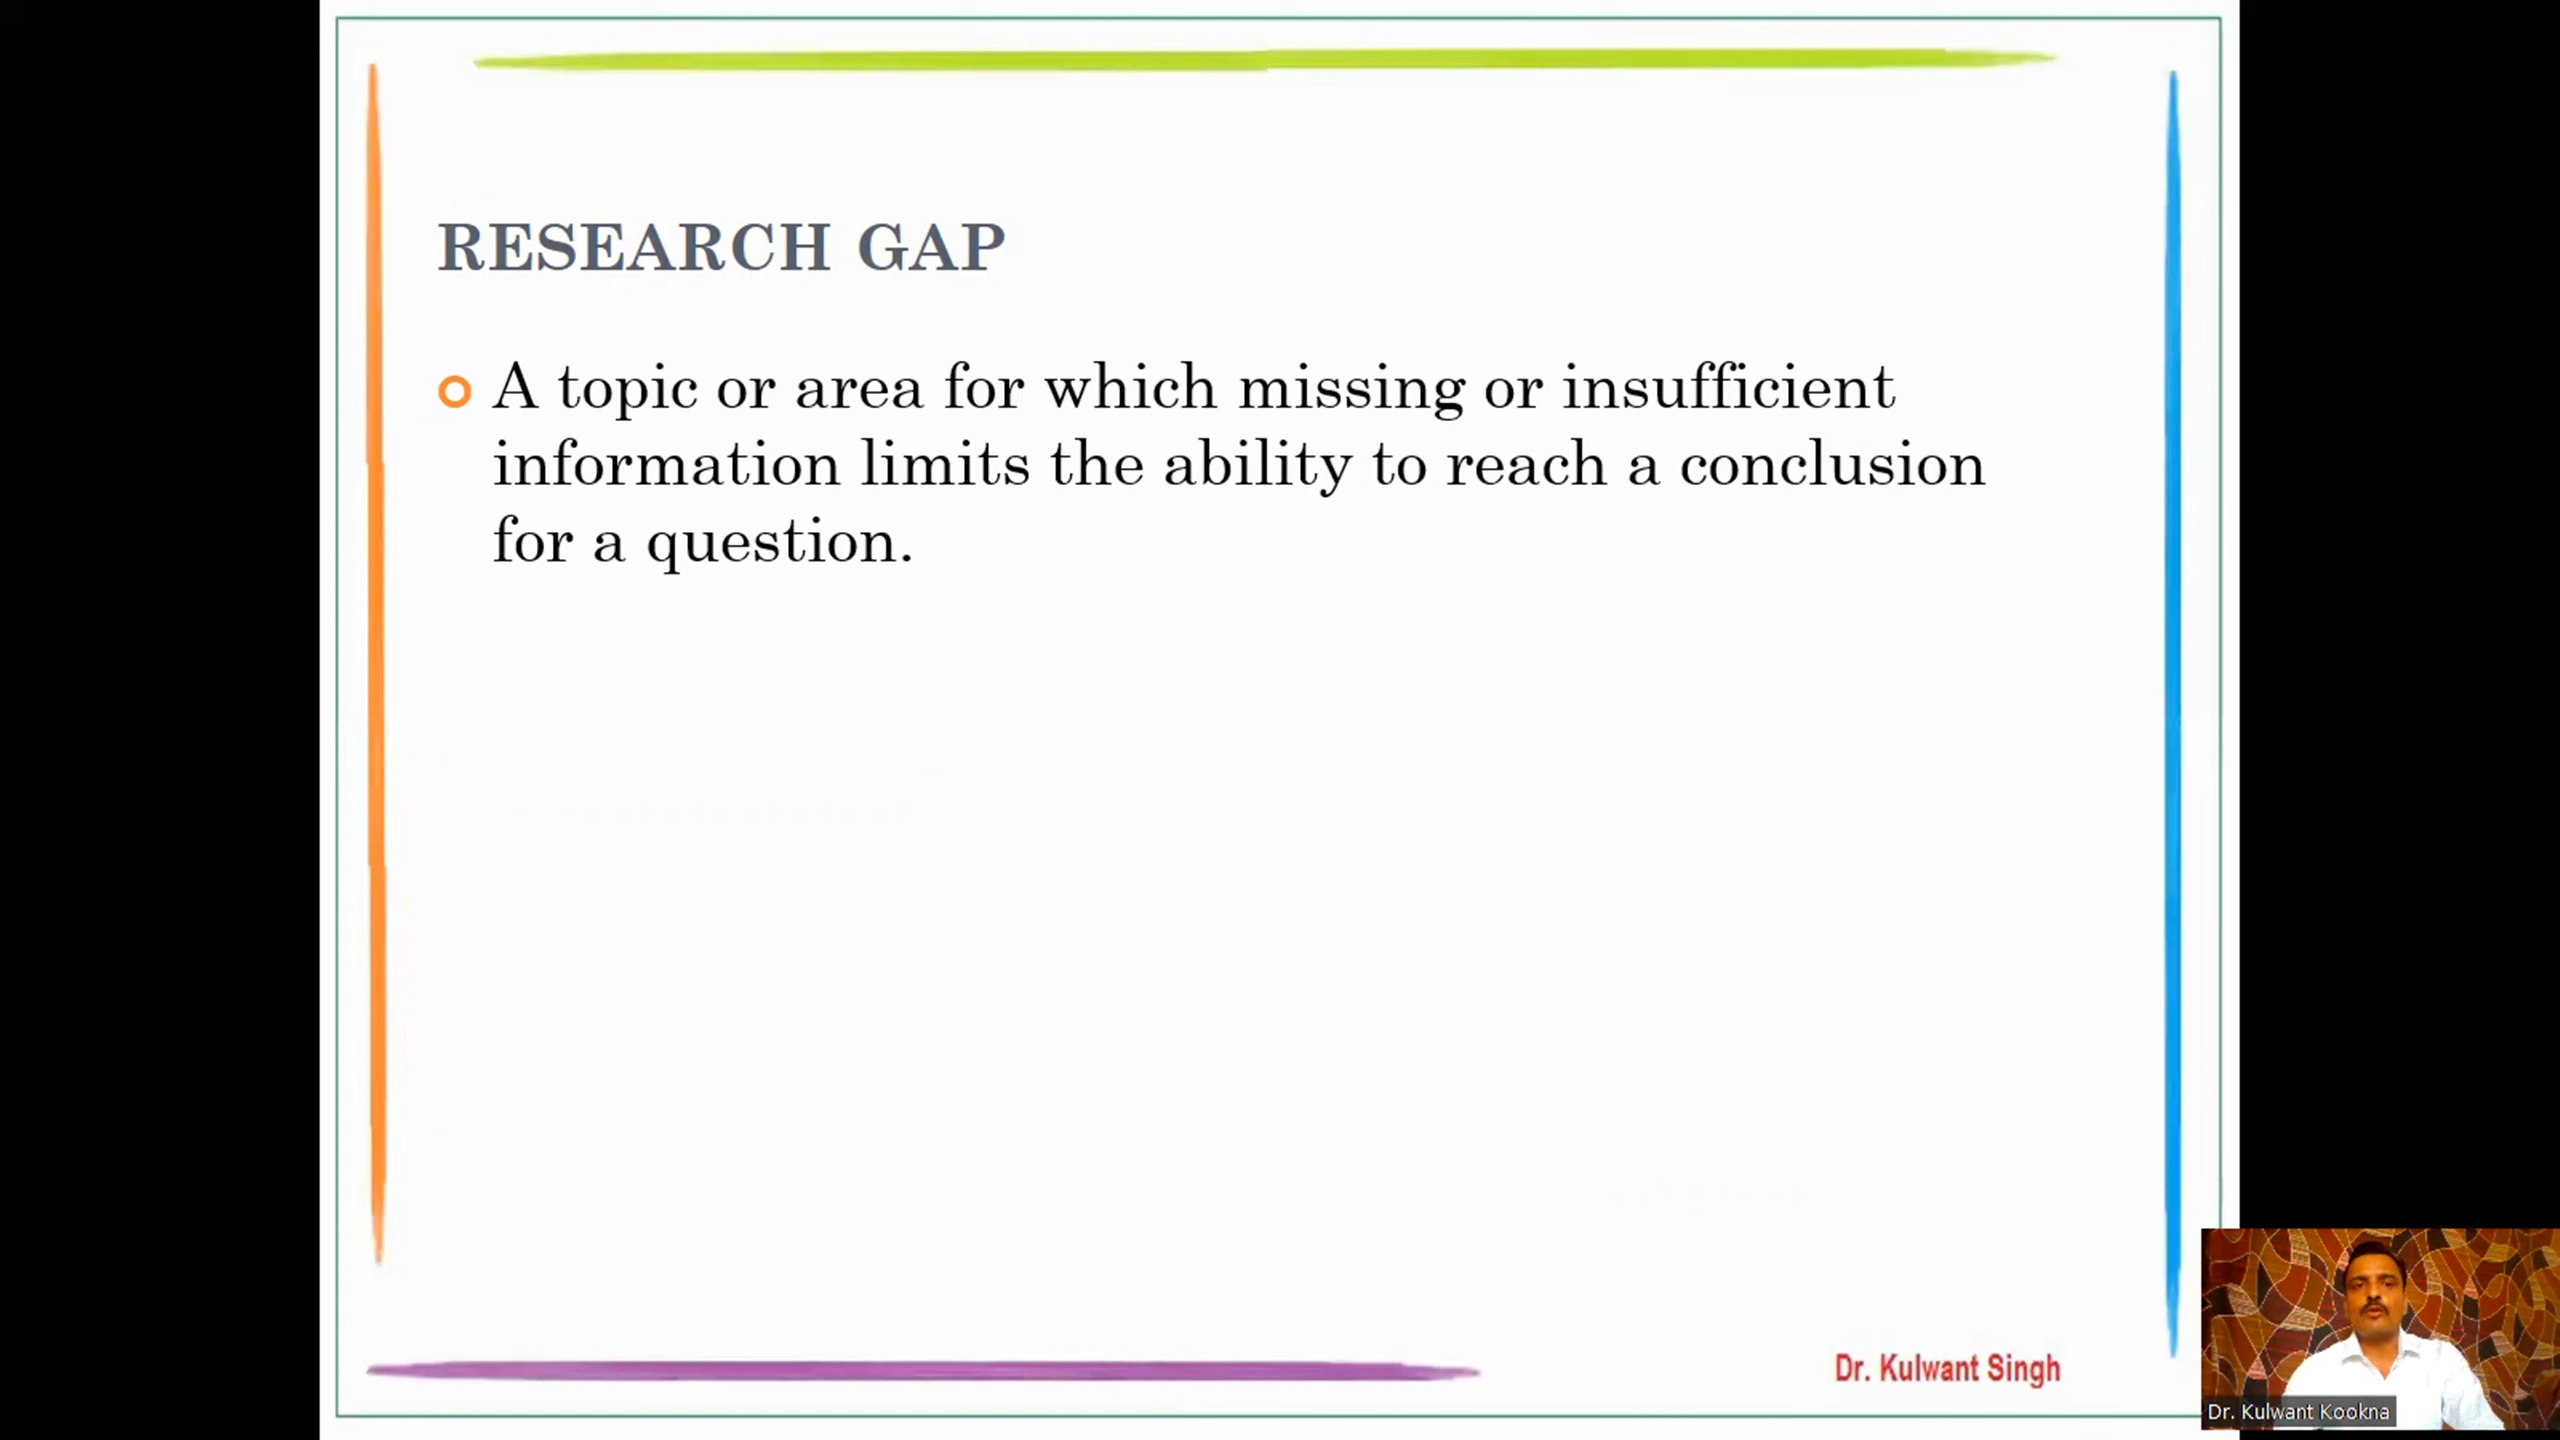 RESEARCH GAP
A topic or area for which missing or insufficient
information limits the ability to reach a conclusion
for a question.
Dr. Kulwant Singh
Dr. Kulwant Kookna